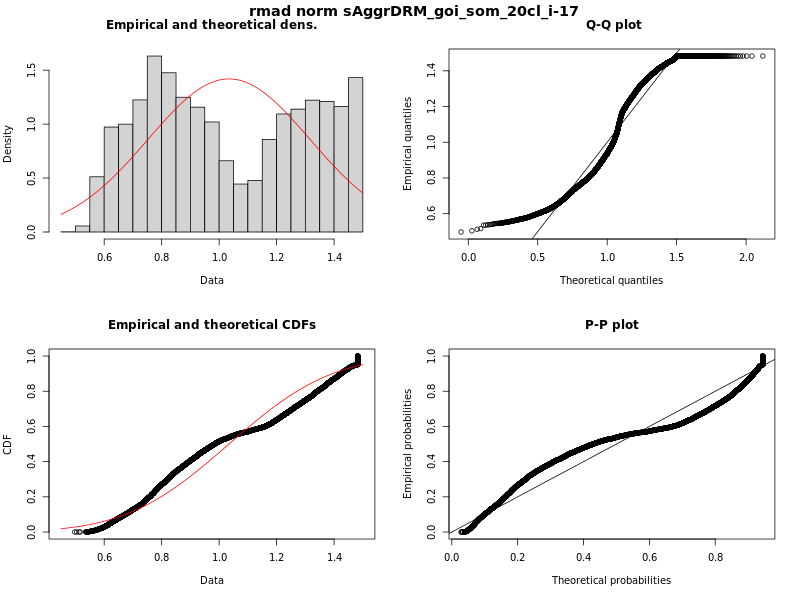 rmad norm sAggrDRM_goi_som_20cl_i-17
Empirical and theoretical dens.
Density
0.0 0.5 1.0 1.5
0.6 0.8 1.0 1.2 1.4
Data
Q-Q plot
Empirical quantiles
0.6 0.8 1.0 1.2 1.4
0.0 0.5 1.0 1.5 2.0
Theoretical quantiles
Empirical and theoretical CDFs
CDF
0.0 0.2 0.4 0.6 0.8 1.0
0.6 0.8 1.0 1.2 1.4
Data
P-P plot
Empirical probabilities
0.0 0.2 0.4 0.6 0.8 1.0
0.0 0.2 0.4 0.6 0.8
Theoretical probabilities